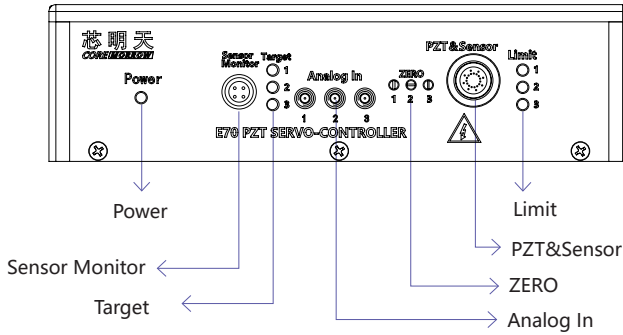 芯明天
COREMORROW
Power
Sensor
Monitor
Target
1
2
3
Analog In
1 2 3
ZERO
1 2 3
PZT&Sensor
Limit
1
2
3
E70 PZT SERVO-CONTROLLER
Power
Sensor Monitor
Target
Limit
PZT&Sensor
ZERO
Analog In